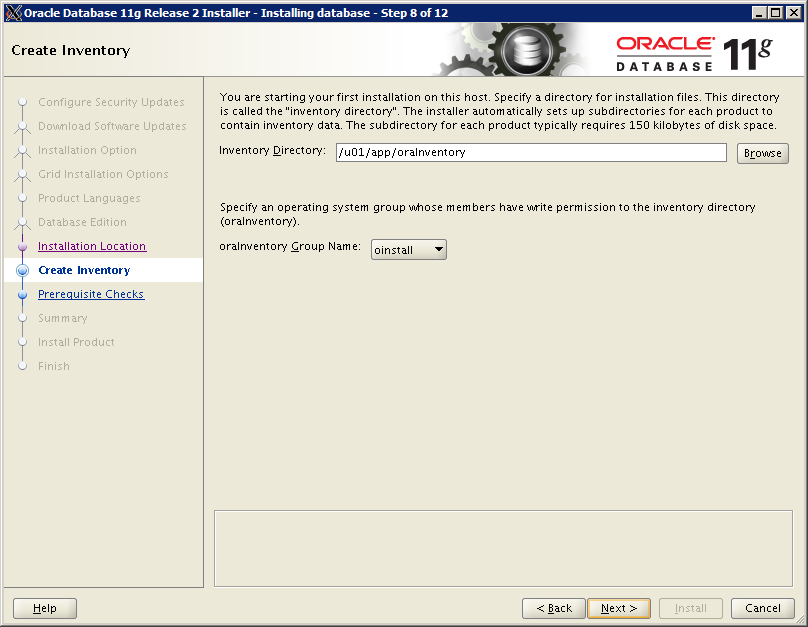 Oracle Database 11g Release 2 Installer - Installing database - Step 8 of 12
Create Inventory
ORACLE
DATABASE
11g
Configure Security Updates
Download Software Updates
Installation Option
Grid Installation Options
Product Languages
Database Edition
Installation Location
Create Inventory
Prerequisite Checks
Summary
Install Product
Finish
You are starting your first installation on this host. Specify a directory for installation files. This directory
is called the "inventory directory". The installer automatically sets up subdirectories for each product to
contain inventory data. The subdirectory for each product typically requires 150 kilobytes of disk space.
Inventory Directory: /u01/app/oraInventory Browse
Specify an operating system group whose members have write permission to the inventory directory
(oraInventory).
oraInventory Group Name: oinstall
Help < Back Next > Install Cancel